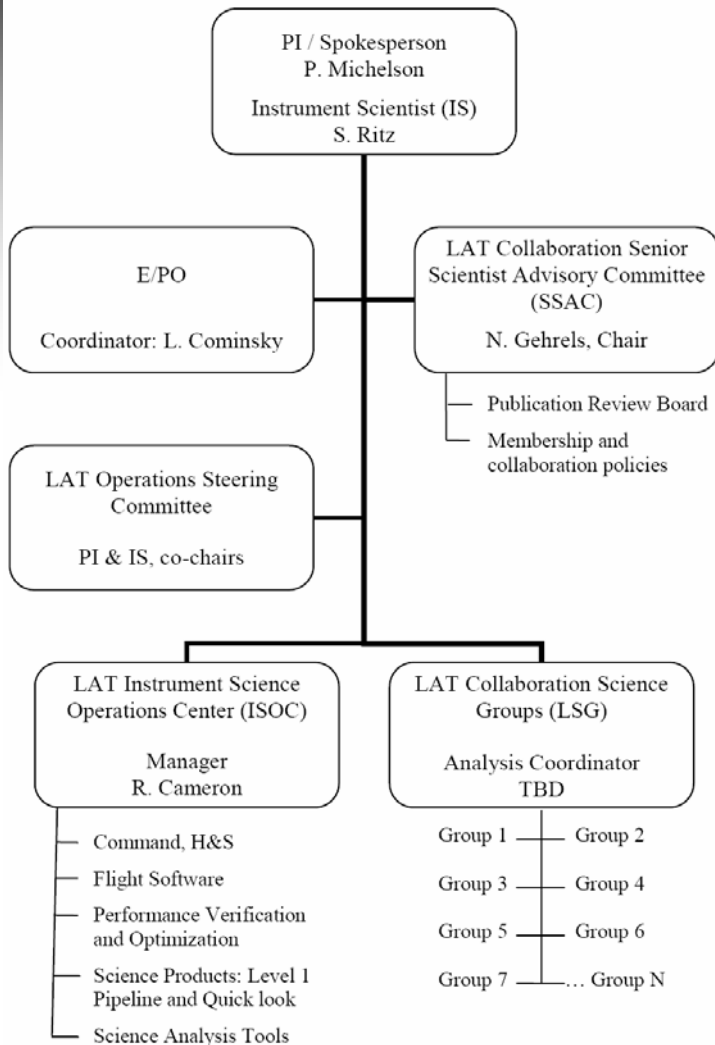 PI / Spokesperson
P. Michelson
Instrument Scientist (IS)
S. Ritz
E/PO
Coordinator: L. Cominsky
LAT Collaboration Senior
Scientist Advisory Committee
(SSAC)
N. Gehrels, Chair
Publication Review Board
Membership and
collaboration policies
LAT Operations Steering
Committee
PI & IS, co-chairs
LAT Instrument Science
Operations Center (ISOC)
Manager
R. Cameron
Command, H&S
Flight Software
Performance Verification
and Optimization
Science Products: Level 1
Pipeline and Quick look
Science Analysis Tools
LAT Collaboration Science
Groups (LSG)
Analysis Coordinator
TBD
Group 1 Group 2
Group 3 Group 4
Group 5 Group 6
Group 7 … Group N